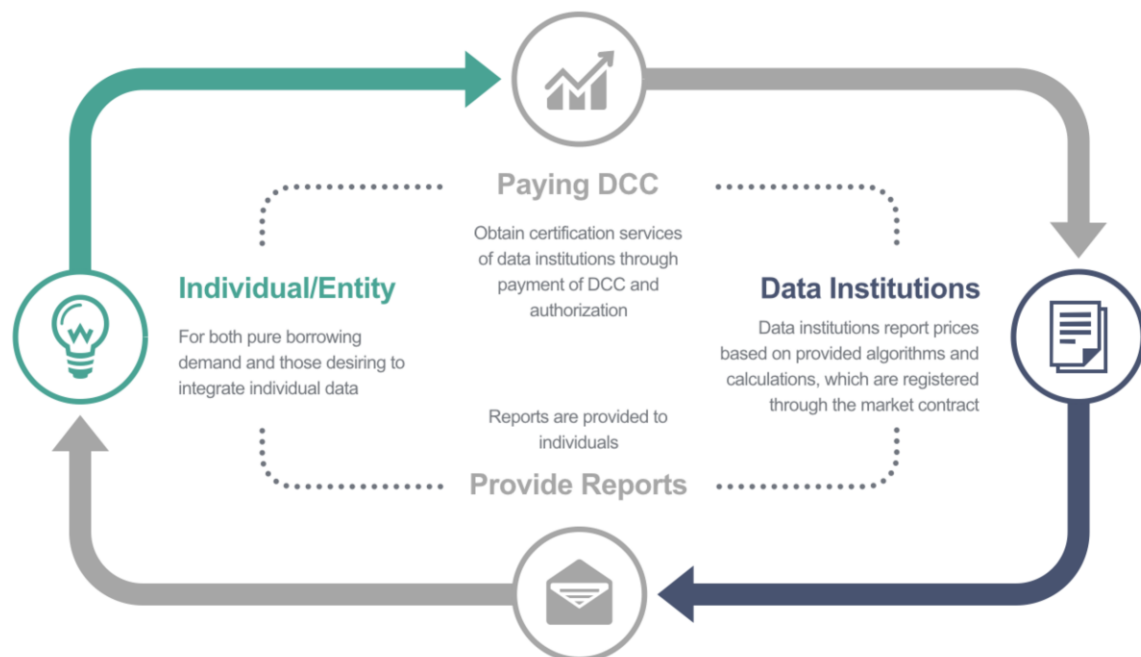 Paying DCC
Obtain certification services
of data institutions through
payment of DCC and
authorization
Individual/Entity
For both pure borrowing
demand and those desiring to
integrate individual data
Data Institutions
Data institutions report prices
based on provided algorithms and
calculations, which are registered
through the market contract
Reports are provided to
individuals
Provide Reports